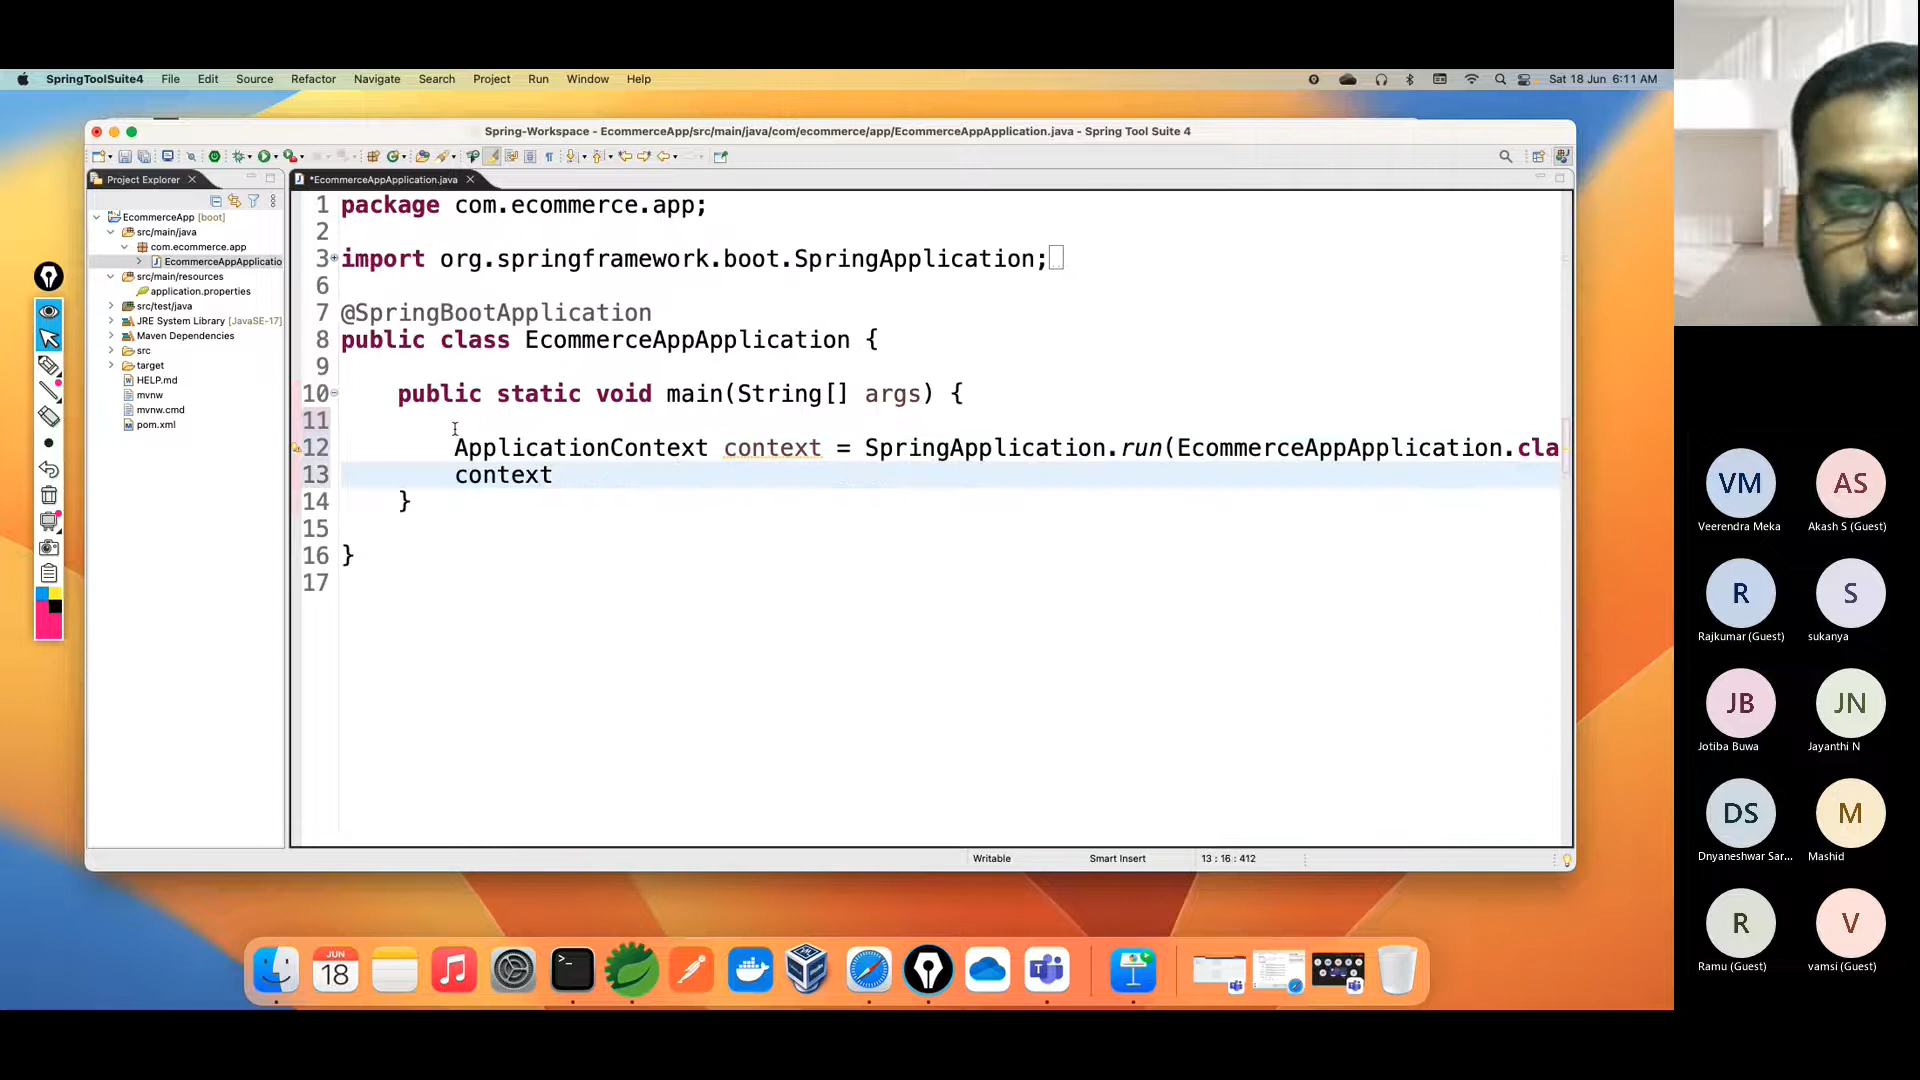 SpringToolSuite4 File Edit Source Refactor Navigate Search Project Run Window Help Sat 18 Jun 6:11 AM
Spring-Workspace - EcommerceApp/src/main/java/com/ecommerce/app/EcommerceAppApplication.java - Spring Tool Suite 4
Project Explorer
*EcommerceAppApplication.java
EcommerceApp [boot]
src/main/java
com.ecommerce.app
EcommerceAppApplicatio
src/main/resources
application.properties
src/test/java
JRE System Library [JavaSE-17]
Maven Dependencies
src
target
HELP.md
mvnw
mvnw.cmd
pom.xml
1 package com.ecommerce.app;
2
3 import org.springframework.boot.SpringApplication;
6
7 @SpringBootApplication
8 public class EcommerceAppApplication {
9
10 public static void main(String[] args) {
11
12 ApplicationContext context = SpringApplication.run(EcommerceAppApplication.cla
13 context
14 }
15
16 }
17
Writable Smart Insert 13 : 16 : 412
JUN
18
VM
Veerendra Meka
AS
Akash S (Guest)
R
Rajkumar (Guest)
S
sukanya
JB
Jotiba Buwa
JN
Jayanthi N
DS
Dnyaneshwar Sar...
M
Mashid
R
Ramu (Guest)
V
vamsi (Guest)